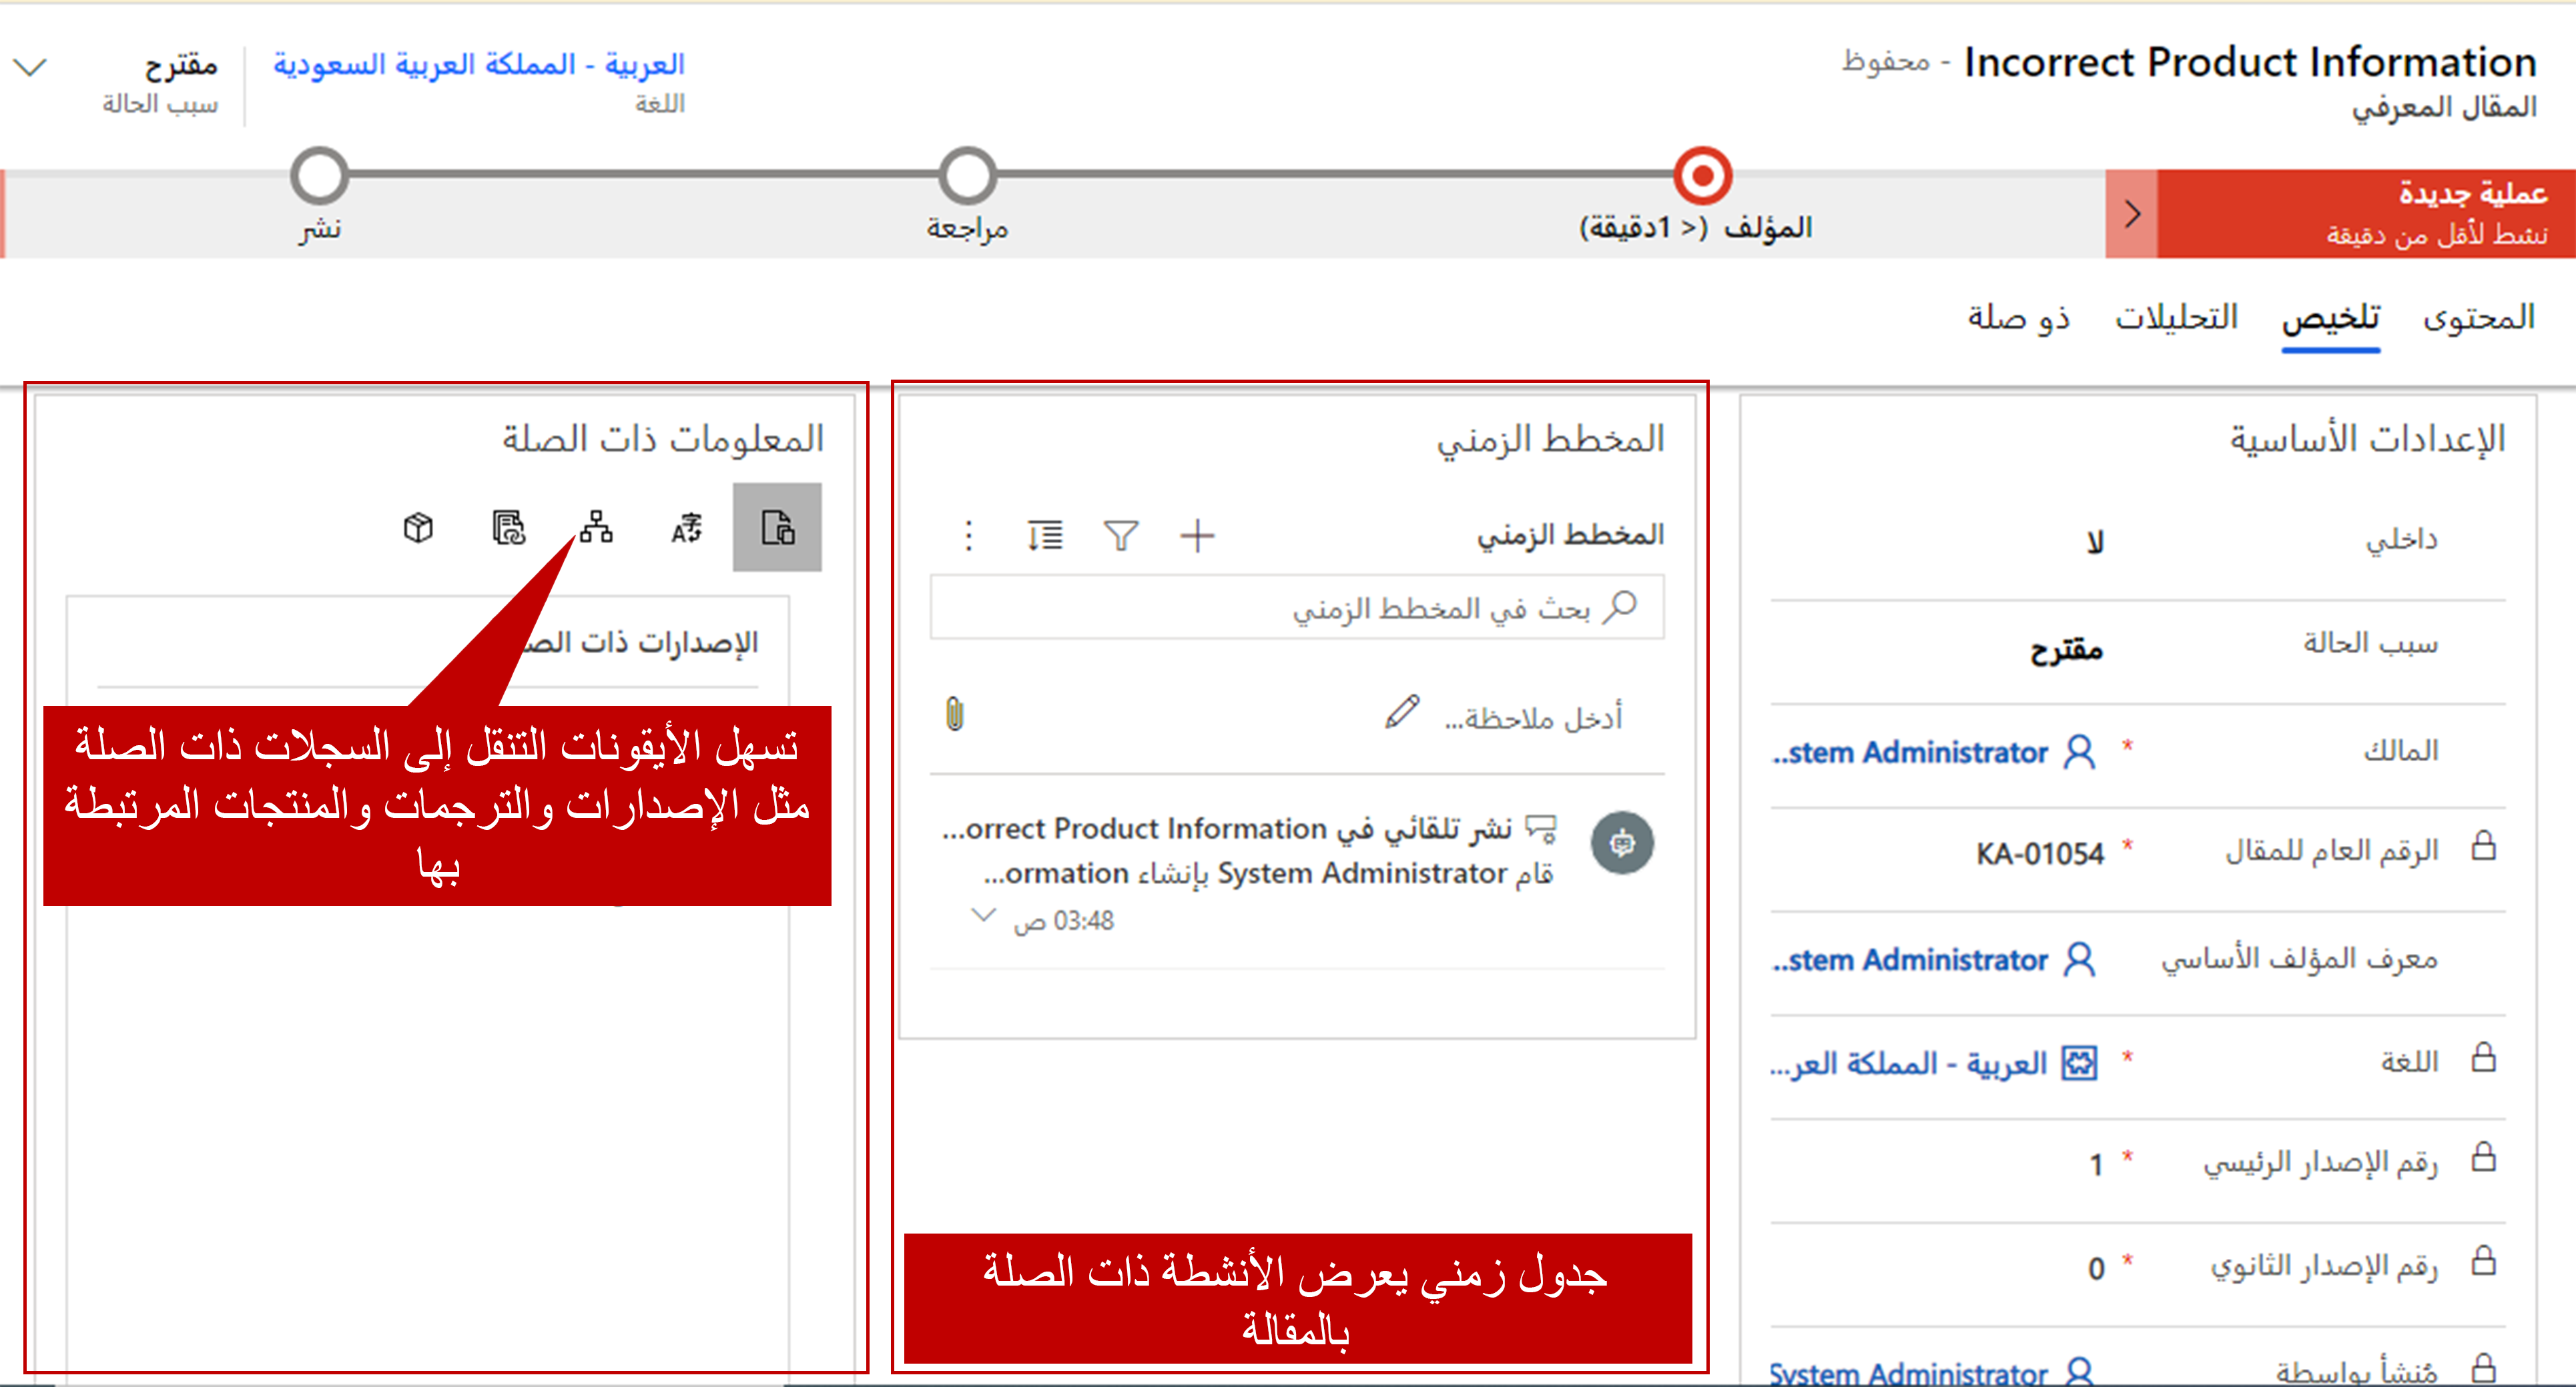 Incorrect Product Information - محفوظ
المقال المعرفي
العربية - المملكة العربية السعودية
اللغة
مقترح
سبب الحالة
عملية جديدة
نشط لأقل من دقيقة
المؤلف (< 1دقيقة)
مراجعة
نشر
المحتوى
تلخيص
التحليلات
ذو صلة
الإعدادات الأساسية
داخلي
لا
سبب الحالة
مقترح
المالك
* stem Administrator..
الرقم العام للمقال
* KA-01054
معرف المؤلف الأساسي
stem Administrator..
اللغة
* العربية - المملكة العر...
رقم الإصدار الرئيسي
* 1
رقم الإصدار الثانوي
* 0
مُنشأ بواسطة
System Administrator
المخطط الزمني
المخطط الزمني
بحث في المخطط الزمني
أدخل ملاحظة...
نشر تلقائي في orrect Product Information...
قام System Administrator بإنشاء ormation...
03:48 ص
جدول زمني يعرض الأنشطة ذات الصلة
بالمقالة
المعلومات ذات الصلة
الإصدارات ذات
تسهل الأيقونات التنقل إلى السجلات ذات الصلة
مثل الإصدارات والترجمات والمنتجات المرتبطة
بها